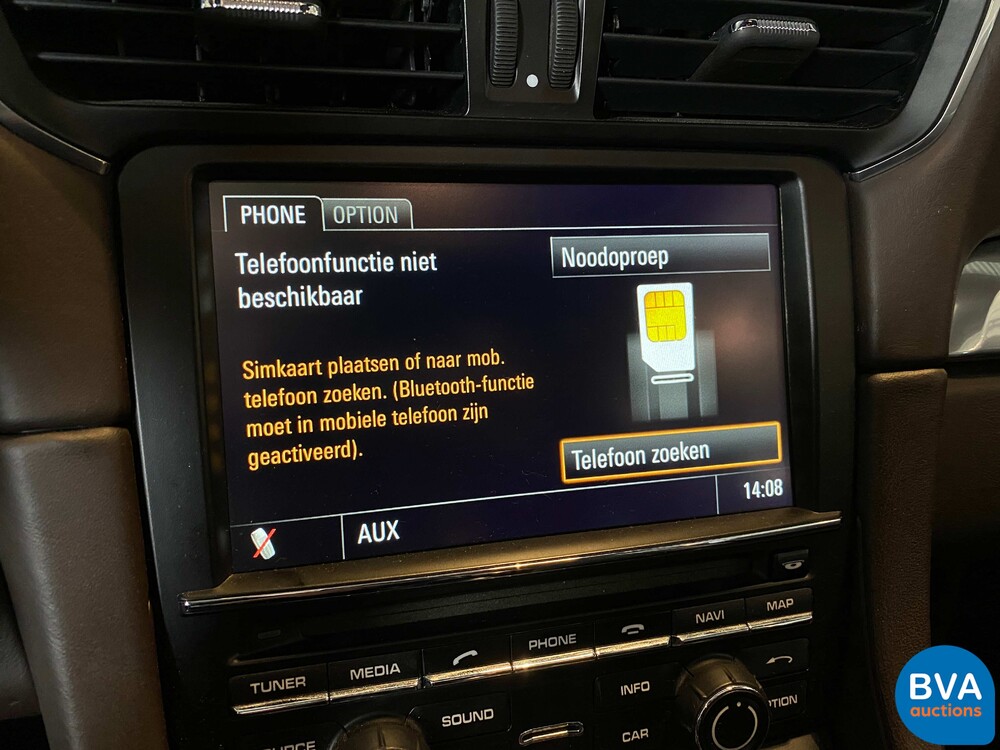 PHONE OPTION
Telefoonfunctie niet
beschikbaar
Noodoproep
Simkaart plaatsen of naar mob.
telefoon zoeken. (Bluetooth-functie
moet in mobiele telefoon zijn
geactiveerd).
Telefoon zoeken
AUX
14:08
TUNER MEDIA PHONE NAVI MAP
SOUND INFO
CAR
BVA
auctions